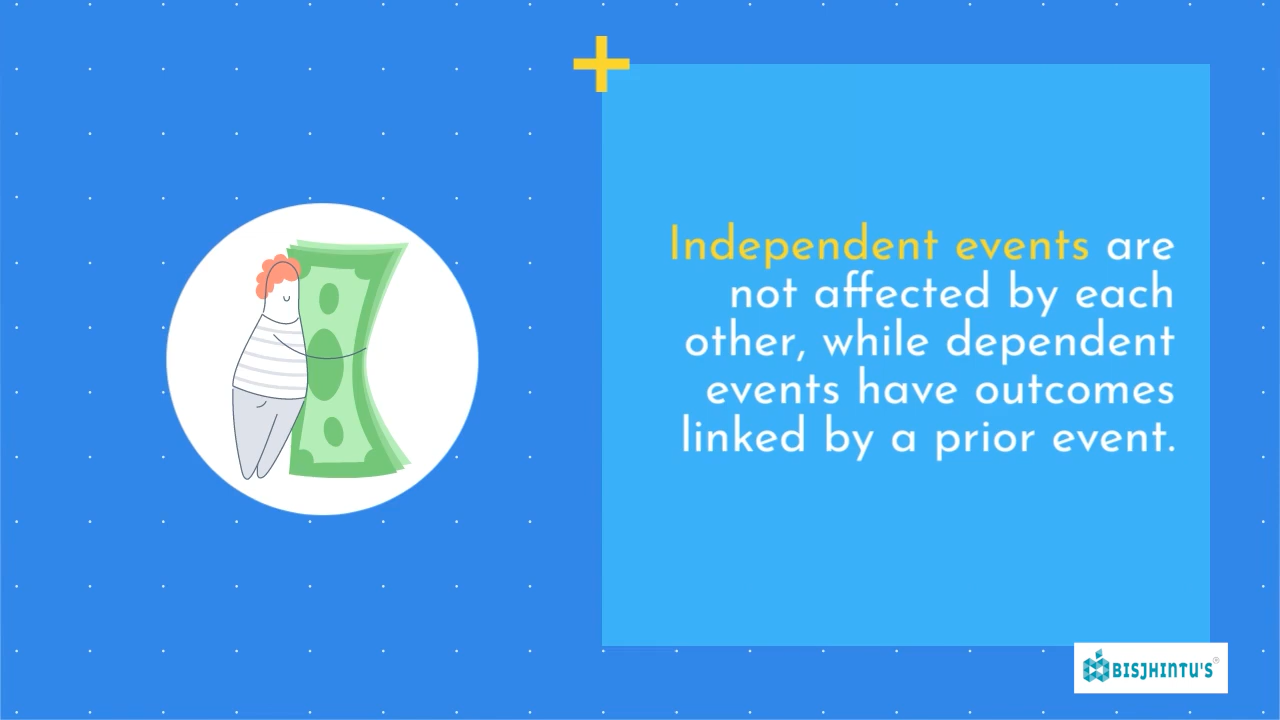 Independent events are
not affected by each
other, while dependent
events have outcomes
linked by a prior event.
BISJHINTU'S®